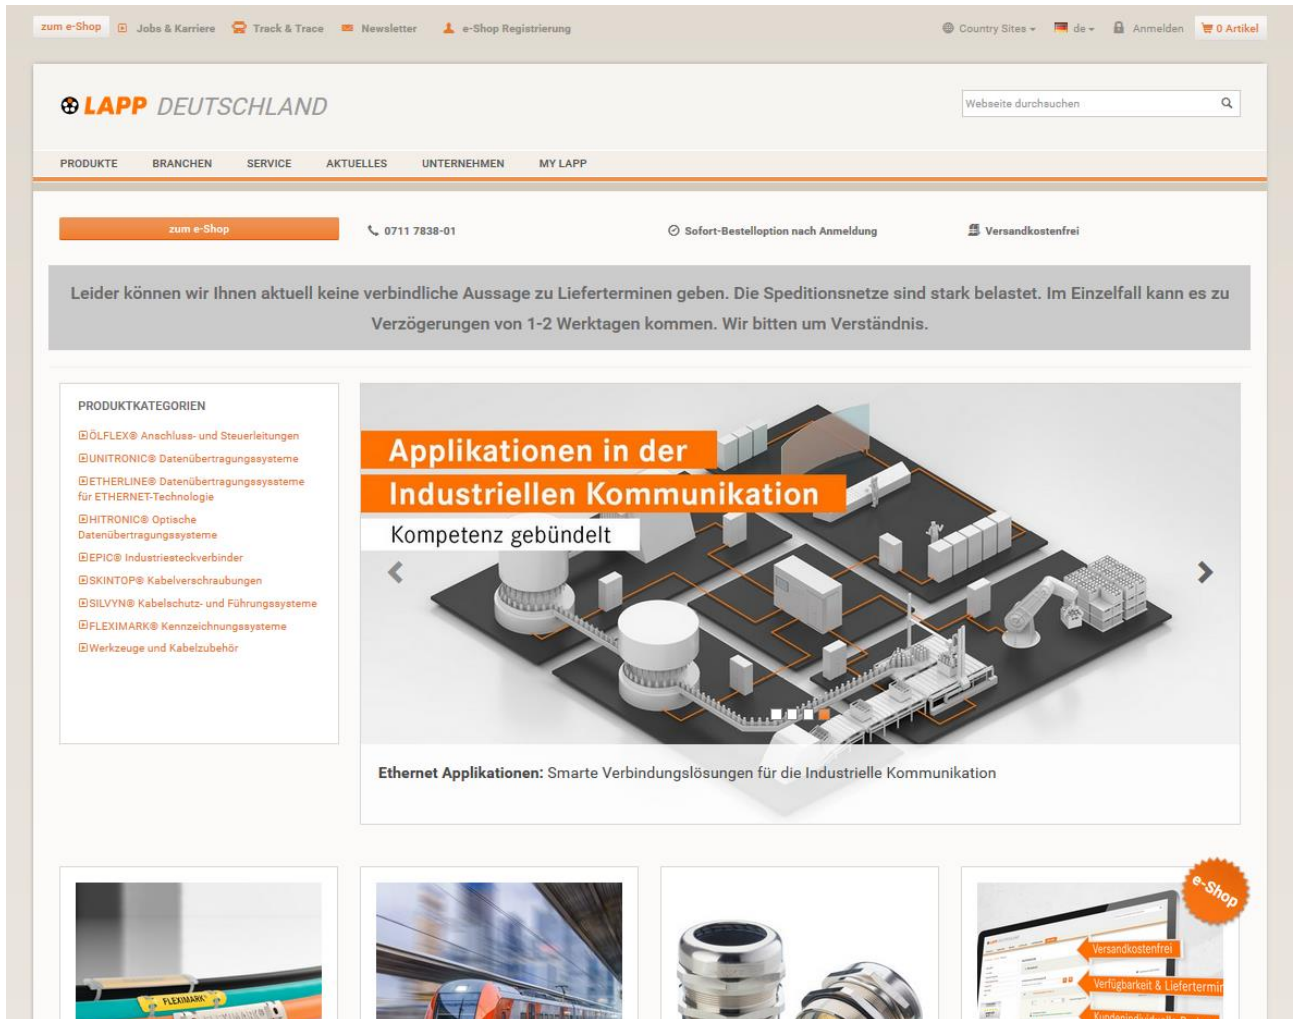 zum e-Shop Jobs & Karriere Track & Trace Newsletter e-Shop Registrierung Country Sites de Anmelden 0 Artikel
LAPP DEUTSCHLAND
Webseite durchsuchen
PRODUKTE BRANCHEN SERVICE AKTUELLES UNTERNEHMEN MY LAPP
zum e-Shop 0711 7838-01 Sofort-Bestelloption nach Anmeldung Versandkostenfrei
Leider können wir Ihnen aktuell keine verbindliche Aussage zu Lieferterminen geben. Die Speditionsnetze sind stark belastet. Im Einzelfall kann es zu
Verzögerungen von 1-2 Werktagen kommen. Wir bitten um Verständnis.
PRODUKTKATEGORIEN
ÖLFLEX® Anschluss- und Steuerleitungen
UNITRONIC® Datenübertragungssysteme
ETHERLINE® Datenübertragungsyssteme
für ETHERNET-Technologie
HITRONIC® Optische
Datenübertragungssysteme
EPIC® Industriesteckverbinder
SKINTOP® Kabelverschraubungen
SILVYN® Kabelschutz- und Führungssysteme
FLEXIMARK® Kennzeichnungssysteme
Werkzeuge und Kabelzubehör
Applikationen in der
Industriellen Kommunikation
Kompetenz gebündelt
Ethernet Applikationen: Smarte Verbindungslösungen für die Industrielle Kommunikation
FLEXIMARK®
e-Shop
Versandkostenfrei
Verfügbarkeit & Liefertermin